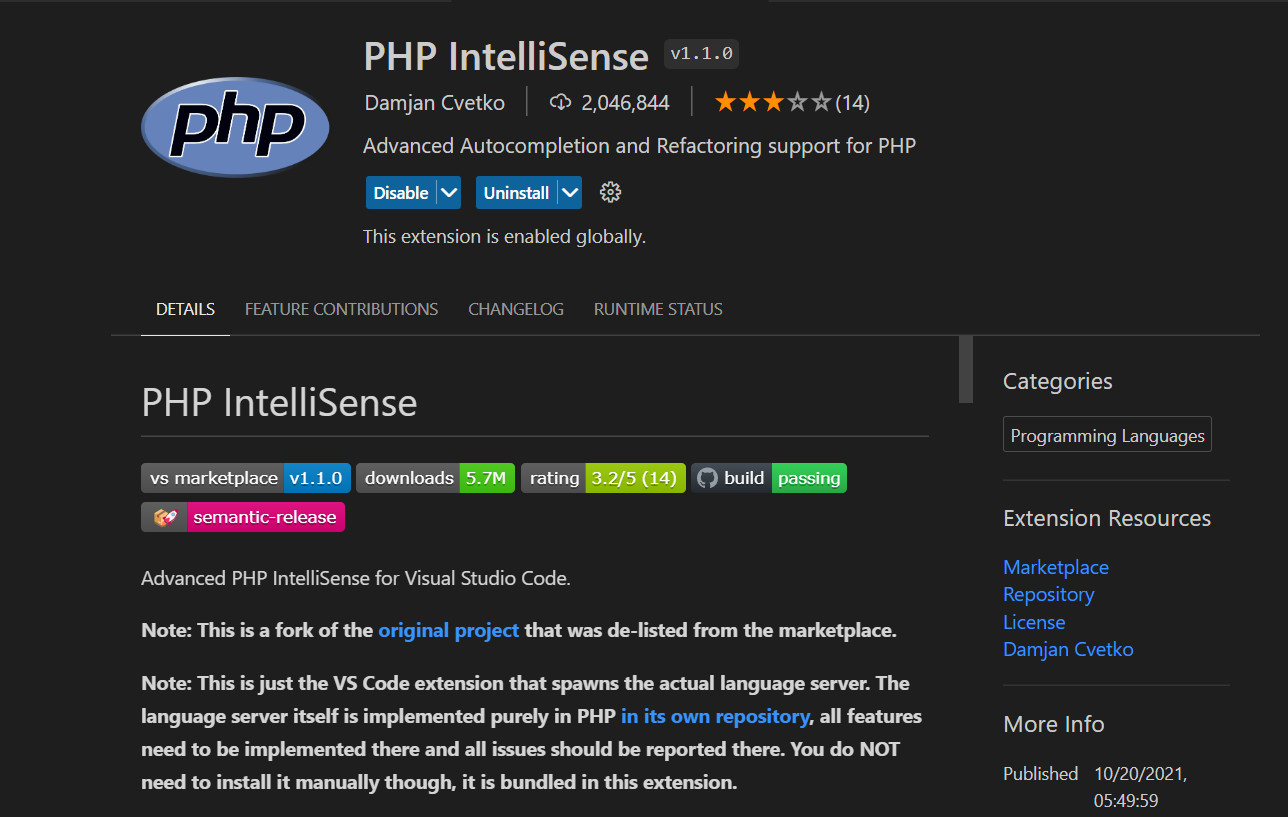 PHP IntelliSense v1.1.0
php
Damjan Cvetko 2,046,844 (14)
Advanced Autocompletion and Refactoring support for PHP
Disable Uninstall
This extension is enabled globally.
DETAILS FEATURE CONTRIBUTIONS CHANGELOG RUNTIME STATUS
PHP IntelliSense
vs marketplace v1.1.0 downloads 5.7M rating 3.2/5 (14) build passing
semantic-release
Advanced PHP IntelliSense for Visual Studio Code.
Note: This is a fork of the original project that was de-listed from the marketplace.
Note: This is just the VS Code extension that spawns the actual language server. The
language server itself is implemented purely in PHP in its own repository, all features
need to be implemented there and all issues should be reported there. You do NOT
need to install it manually though, it is bundled in this extension.
Categories
Programming Languages
Extension Resources
Marketplace
Repository
License
Damjan Cvetko
More Info
Published 10/20/2021,
05:49:59